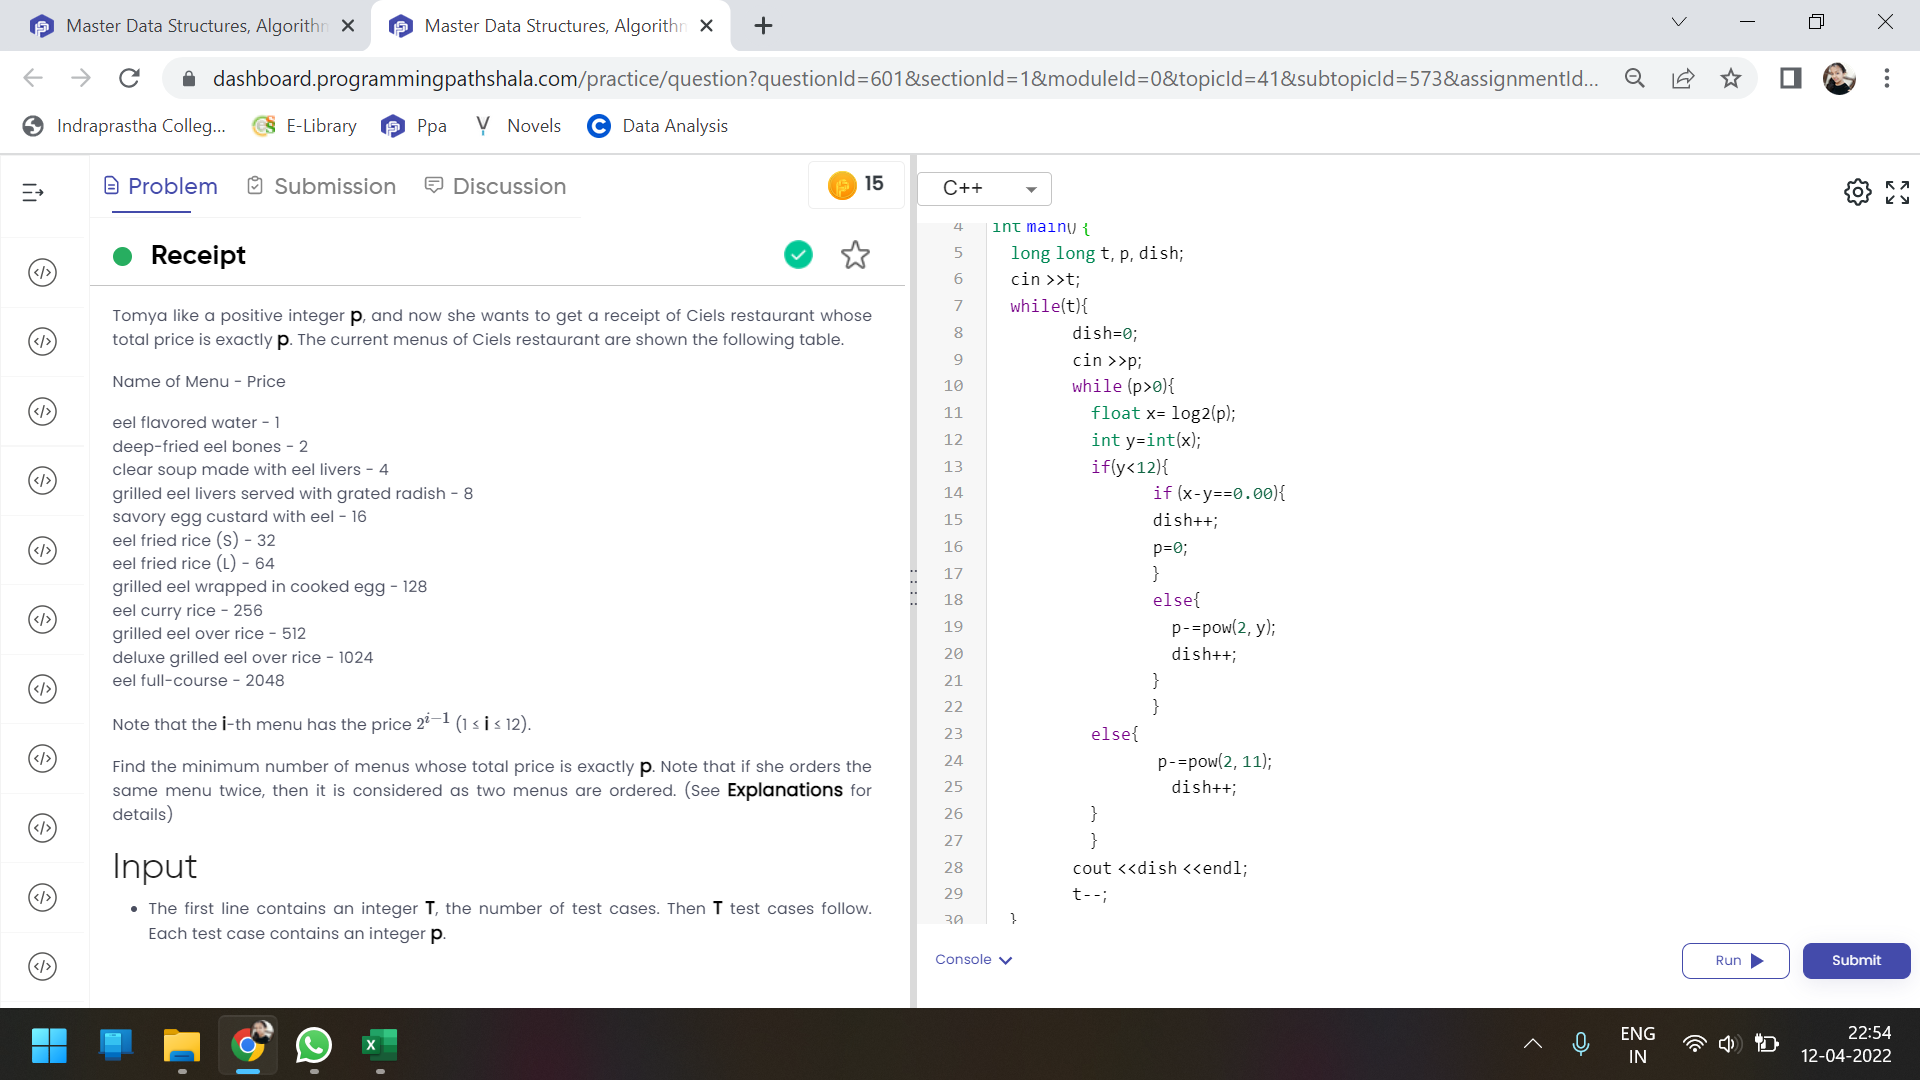 Master Data Structures, Algorithm
Master Data Structures, Algorithm
dashboard.programmingpathshala.com/practice/question?questionId=601&sectionId=1&moduleId=0&topicId=41&subtopicId=573&assignmentId...
Indraprastha Colleg...
E-Library
Ppa
Novels
Data Analysis
Problem
Submission
Discussion
15
Receipt
Tomya like a positive integer p, and now she wants to get a receipt of Ciels restaurant whose
total price is exactly p. The current menus of Ciels restaurant are shown the following table.
Name of Menu - Price
eel flavored water - 1
deep-fried eel bones - 2
clear soup made with eel livers - 4
grilled eel livers served with grated radish - 8
savory egg custard with eel - 16
eel fried rice (S) - 32
eel fried rice (L) - 64
grilled eel wrapped in cooked egg - 128
eel curry rice - 256
grilled eel over rice - 512
deluxe grilled eel over rice - 1024
eel full-course - 2048
Note that the i-th menu has the price 2^{i-1} (1 ≤ i ≤ 12).
Find the minimum number of menus whose total price is exactly p. Note that if she orders the
same menu twice, then it is considered as two menus are ordered. (See Explanations for
details)
Input
• The first line contains an integer T, the number of test cases. Then T test cases follow.
Each test case contains an integer p.
C++
4 int main() {
5 long long t, p, dish;
6 cin >>t;
7 while(t){
8 dish=0;
9 cin >>p;
10 while (p>0){
11 float x= log2(p);
12 int y=int(x);
13 if(y<12){
14 if (x-y==0.00){
15 dish++;
16 p=0;
17 }
18 else{
19 p-=pow(2, y);
20 dish++;
21 }
22 }
23 else{
24 p-=pow(2, 11);
25 dish++;
26 }
27 }
28 cout <<dish <<endl;
29 t--;
30 }
Console
Run
Submit
ENG
IN
22:54
12-04-2022